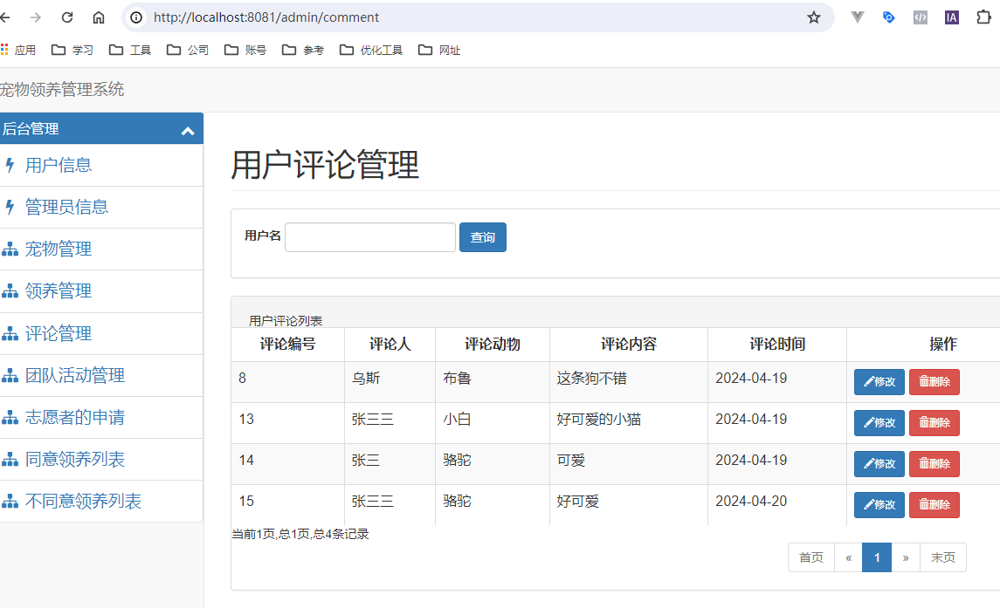 http://localhost:8081/admin/comment
应用 学习 工具 公司 账号 参考 优化工具 网址
宠物领养管理系统
后台管理
用户信息
管理员信息
宠物管理
领养管理
评论管理
团队活动管理
志愿者的申请
同意领养列表
不同意领养列表
用户评论管理
用户名 查询
用户评论列表
评论编号 评论人 评论动物 评论内容 评论时间 操作
8 乌斯 布鲁 这条狗不错 2024-04-19 修改 删除
13 张三三 小白 好可爱的小猫 2024-04-19 修改 删除
14 张三 骆驼 可爱 2024-04-19 修改 删除
15 张三三 骆驼 好可爱 2024-04-20 修改 删除
当前1页,总1页,总4条记录
首页 « 1 » 末页